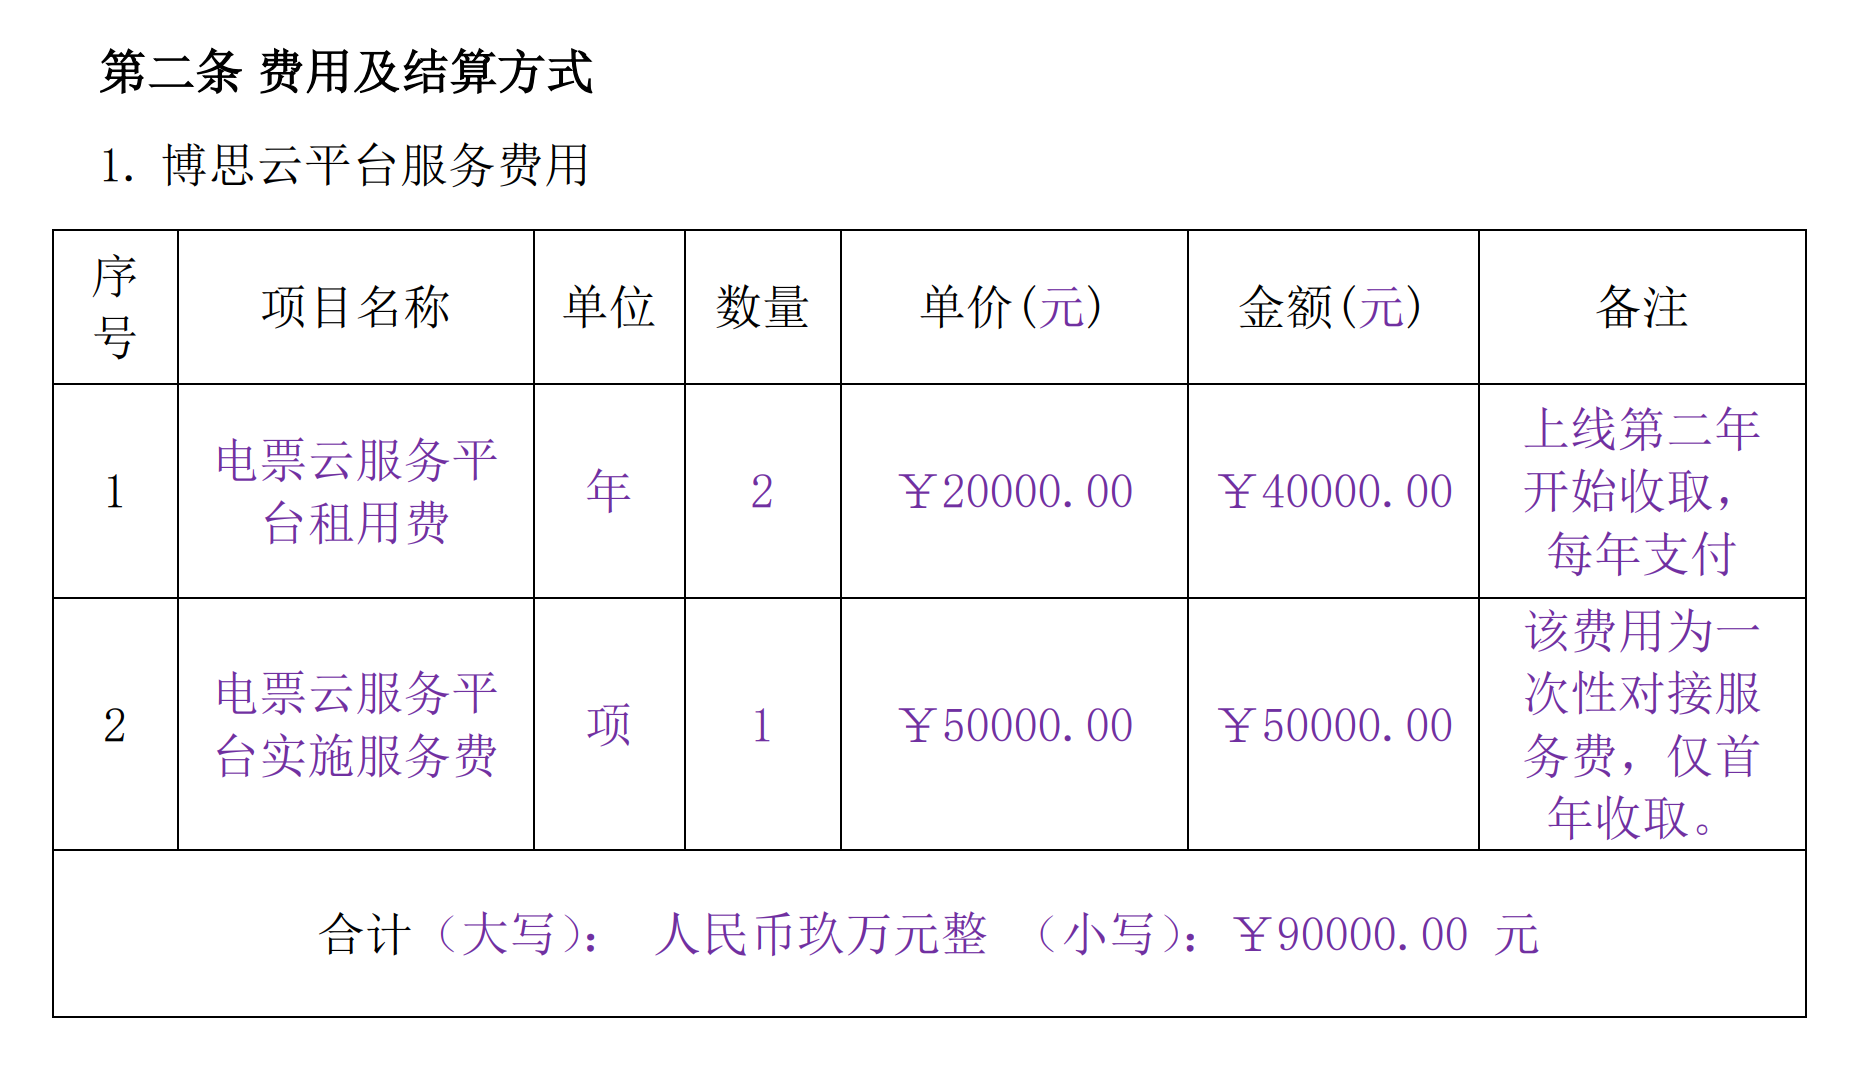 第二条 费用及结算方式
1. 博思云平台服务费用
序号 项目名称 单位 数量 单价(元) 金额(元) 备注
1 电票云服务平台租用费 年 2 ￥20000.00 ￥40000.00 上线第二年开始收取，每年支付
2 电票云服务平台实施服务费 项 1 ￥50000.00 ￥50000.00 该费用为一次性对接服务费，仅首年收取。
合计（大写）： 人民币玖万元整 （小写）：￥90000.00 元